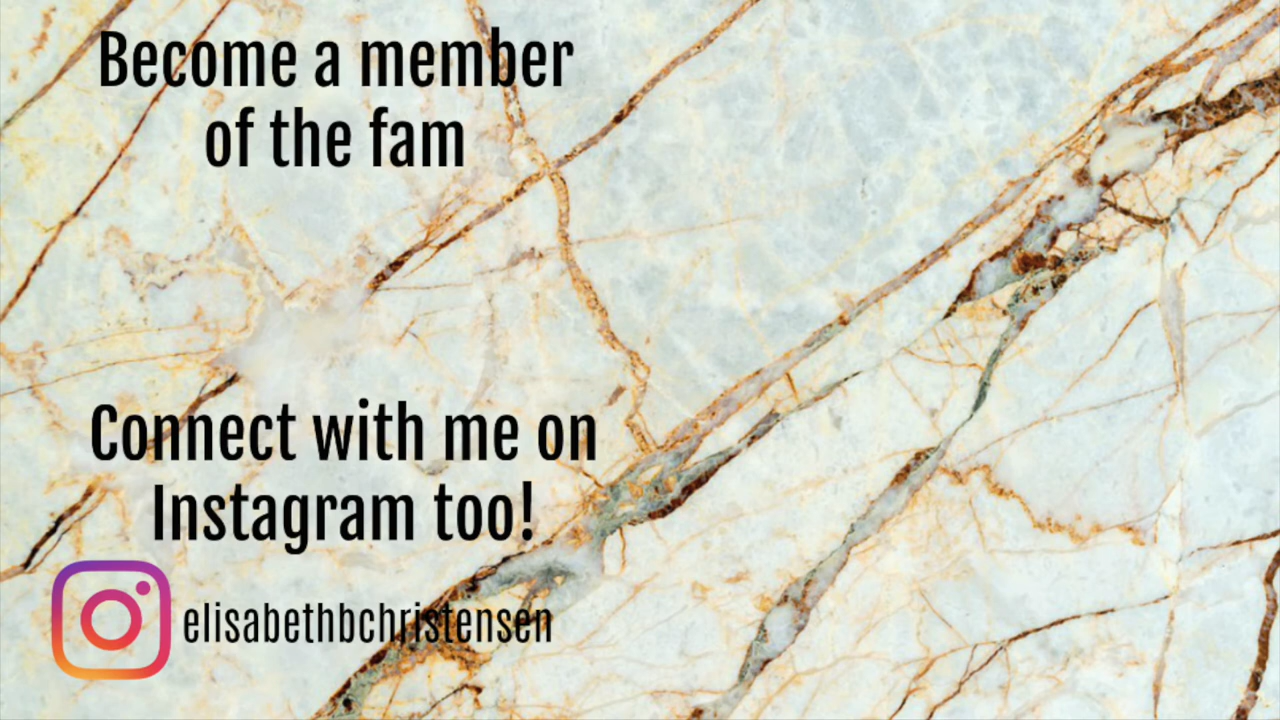 Become a member
of the fam
Connect with me on
Instagram too!
elisabethbchristensen